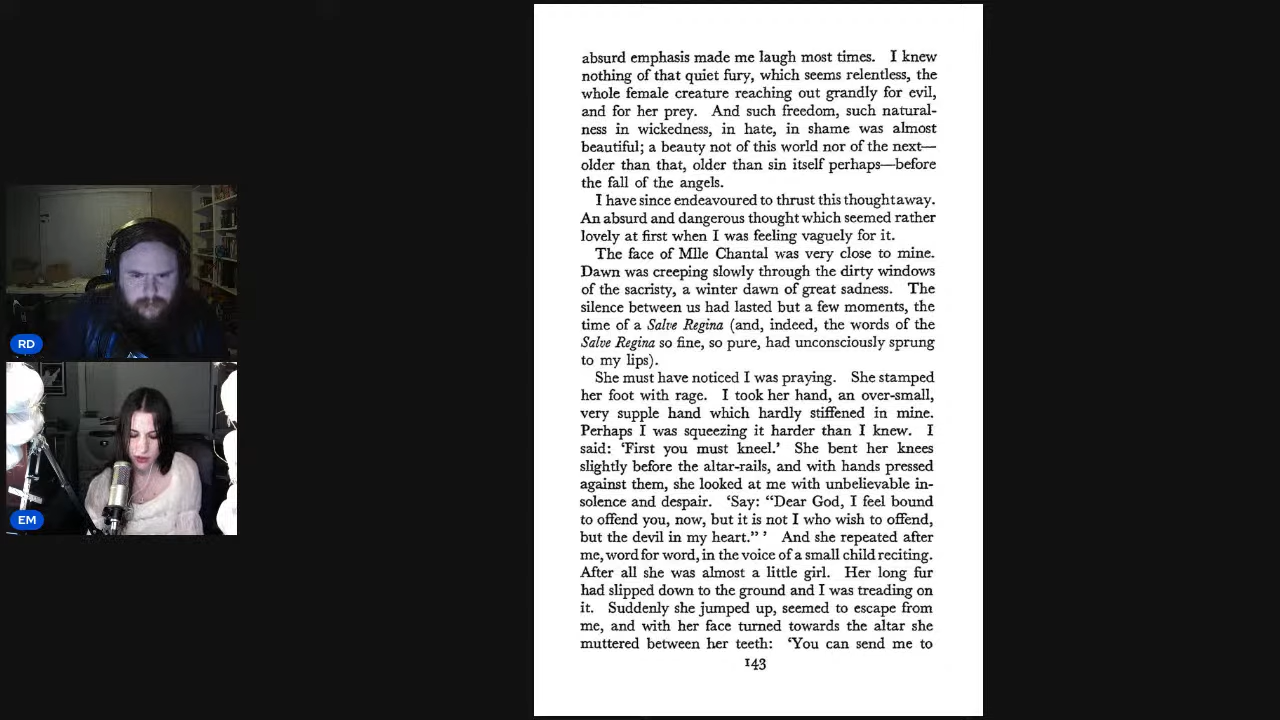 absurd emphasis made me laugh most times. I knew
nothing of that quiet fury, which seems relentless, the
whole female creature reaching out grandly for evil,
and for her prey. And such freedom, such natural-
ness in wickedness, in hate, in shame was almost
beautiful; a beauty not of this world nor of the next—
older than that, older than sin itself perhaps—before
the fall of the angels.
I have since endeavoured to thrust this thought away.
An absurd and dangerous thought which seemed rather
lovely at first when I was feeling vaguely for it.
The face of Mlle Chantal was very close to mine.
Dawn was creeping slowly through the dirty windows
of the sacristy, a winter dawn of great sadness. The
silence between us had lasted but a few moments, the
time of a Salve Regina (and, indeed, the words of the
Salve Regina so fine, so pure, had unconsciously sprung
to my lips).
She must have noticed I was praying. She stamped
her foot with rage. I took her hand, an over-small,
very supple hand which hardly stiffened in mine.
Perhaps I was squeezing it harder than I knew. I
said: ‘First you must kneel.’ She bent her knees
slightly before the altar-rails, and with hands pressed
against them, she looked at me with unbelievable in-
solence and despair. ‘Say: “Dear God, I feel bound
to offend you, now, but it is not I who wish to offend,
but the devil in my heart.” ’ And she repeated after
me, word for word, in the voice of a small child reciting.
After all she was almost a little girl. Her long fur
had slipped down to the ground and I was treading on
it. Suddenly she jumped up, seemed to escape from
me, and with her face turned towards the altar she
muttered between her teeth: ‘You can send me to
143
RD
EM